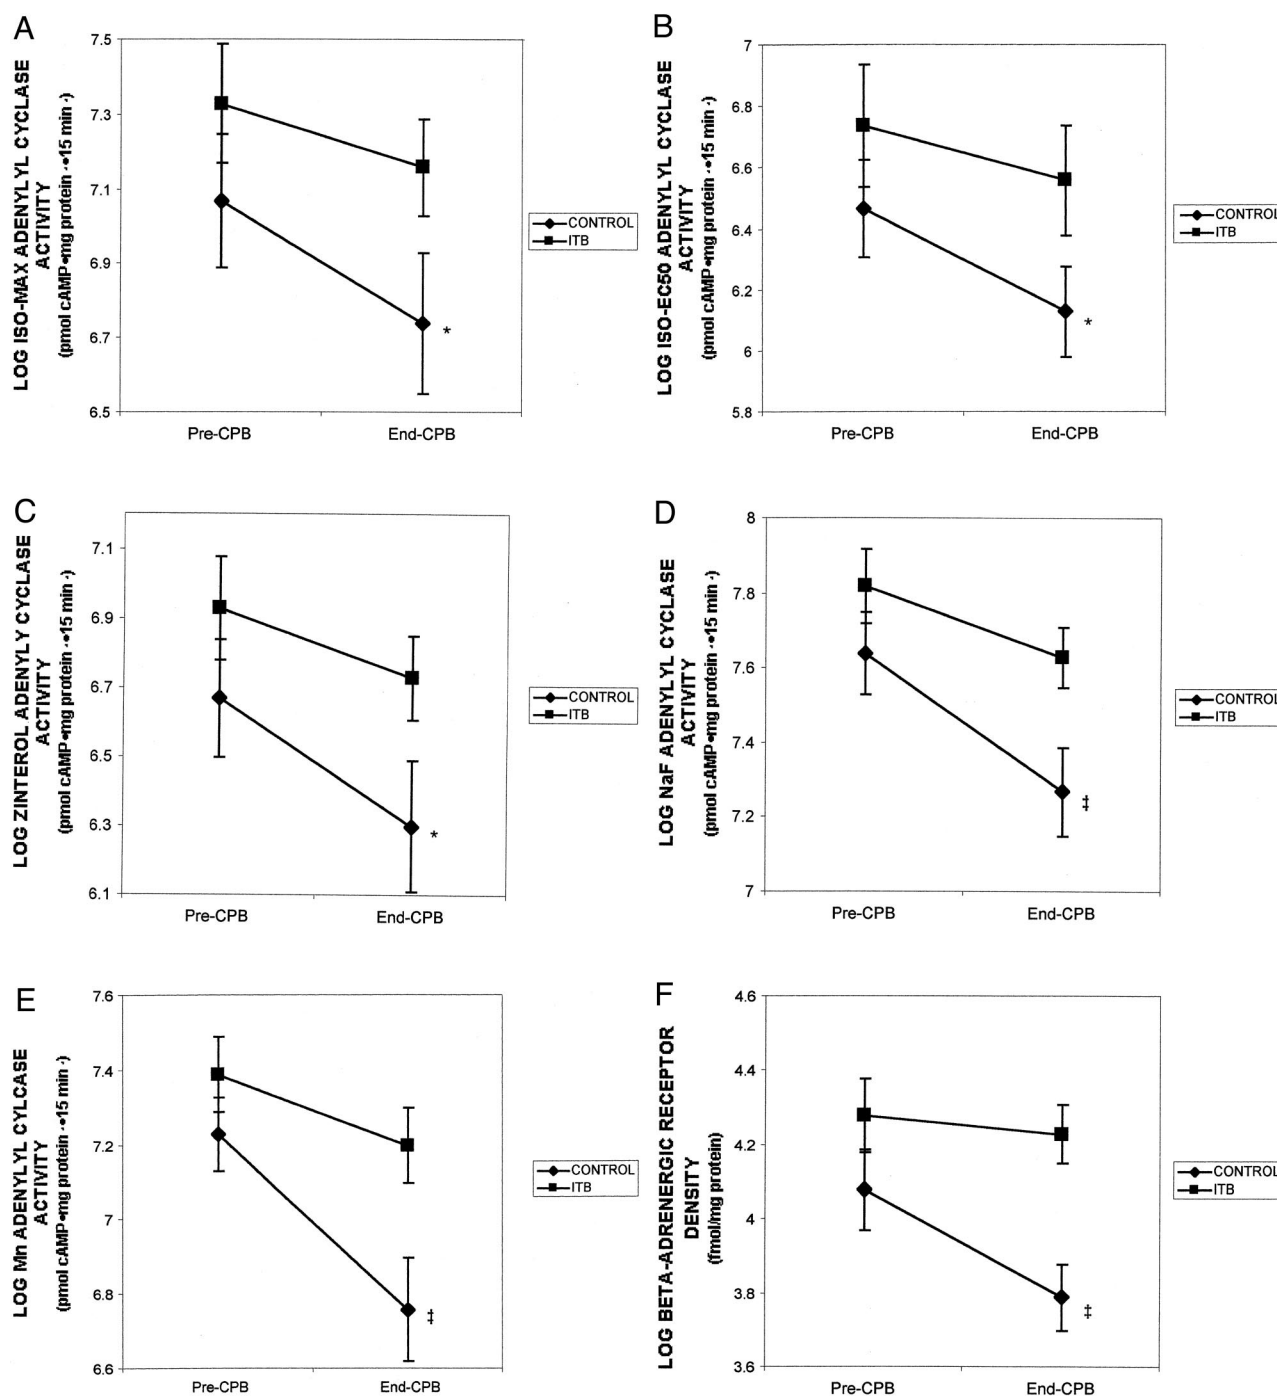 A
LOG ISO-MAX ADENYLYL CYCLASE
ACTIVITY
(pmol cAMP•mg protein -•15 min -)
7.5
7.3
7.1
6.9
6.7
6.5
*
Pre-CPB
End-CPB
CONTROL
ITB
B
LOG ISO-EC50 ADENYLYL CYCLASE
ACTIVITY
(pmol cAMP•mg protein -•15 min -)
7
6.8
6.6
6.4
6.2
6
5.8
*
Pre-CPB
End-CPB
CONTROL
ITB
C
LOG ZINTEROL ADENYLY CYCLASE
ACTIVITY
(pmol cAMP•mg protein -•15 min -)
7.1
6.9
6.7
6.5
6.3
6.1
*
Pre-CPB
End-CPB
CONTROL
ITB
D
LOG NaF ADENYLYL CYCLASE
ACTIVITY
(pmol cAMP•mg protein -•15 min -)
8
7.8
7.6
7.4
7.2
7
‡
Pre-CPB
End-CPB
CONTROL
ITB
E
LOG Mn ADENYLYL CYLCASE
ACTIVITY
(pmol cAMP•mg protein -•15 min -)
7.6
7.4
7.2
7
6.8
6.6
‡
Pre-CPB
End-CPB
CONTROL
ITB
F
LOG BETA-ADRENERGIC RECEPTOR
DENSITY
(fmol/mg protein)
4.6
4.4
4.2
4
3.8
3.6
‡
Pre-CPB
End-CPB
CONTROL
ITB